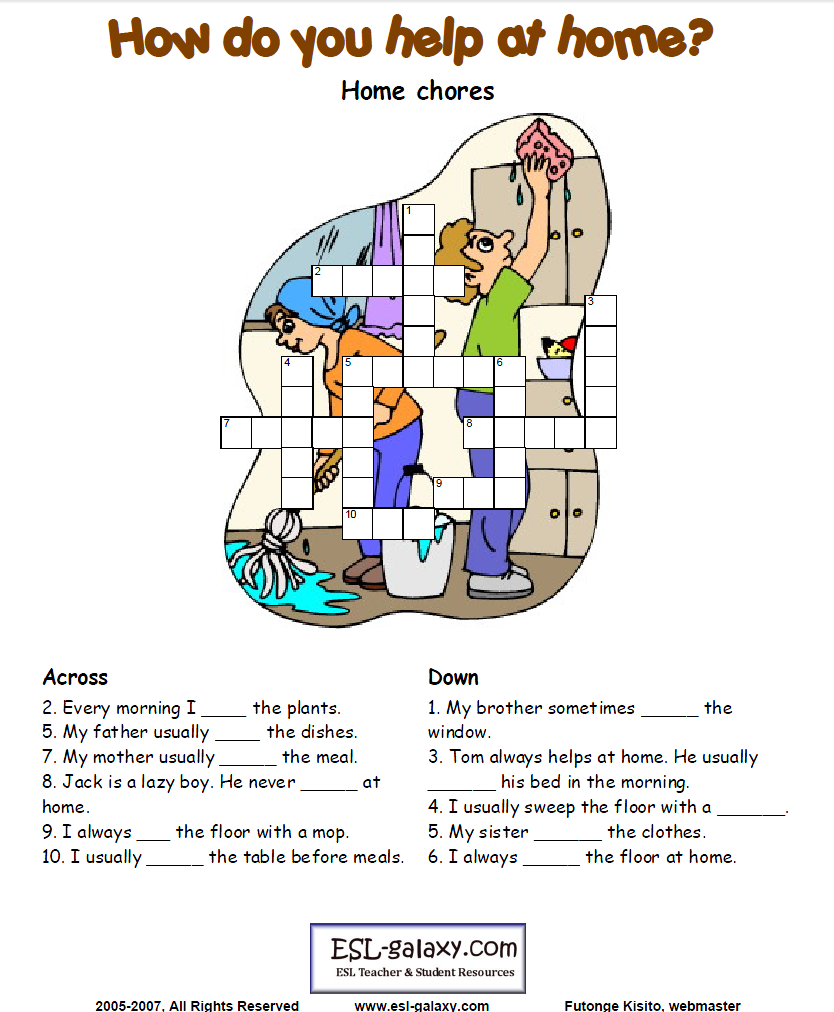 How do you help at home?
Home chores
1
2
3
4
5
6
7
8
9
10
Across
2. Every morning I ____ the plants.
5. My father usually ____ the dishes.
7. My mother usually _____ the meal.
8. Jack is a lazy boy. He never _____ at
home.
9. I always ___ the floor with a mop.
10. I usually _____ the table before meals.
Down
1. My brother sometimes _____ the
window.
3. Tom always helps at home. He usually
______ his bed in the morning.
4. I usually sweep the floor with a ______.
5. My sister ______ the clothes.
6. I always _____ the floor at home.
ESL-galaxy.com
ESL Teacher & Student Resources
2005-2007, All Rights Reserved www.esl-galaxy.com Futonge Kisito, webmaster